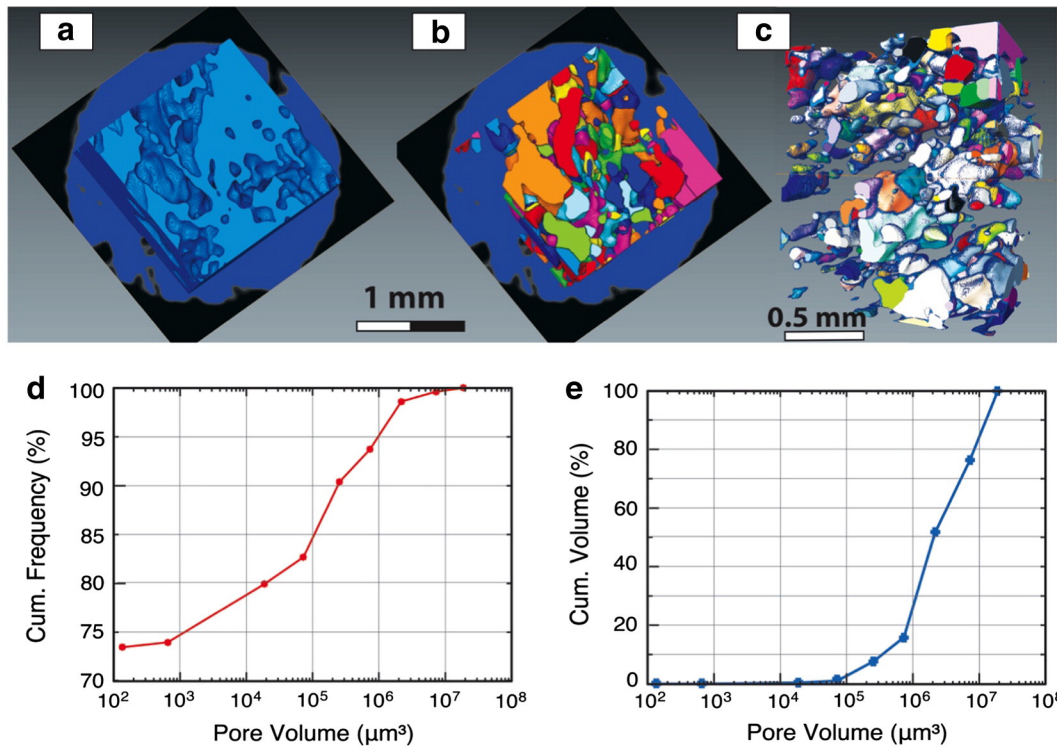 a
b
c
1 mm
0.5 mm
d
e
Cum. Frequency (%)
100
95
90
85
80
75
70
10² 10³ 10⁴ 10⁵ 10⁶ 10⁷ 10⁸
Pore Volume (µm³)
Cum. Volume (%)
100
80
60
40
20
0
10² 10³ 10⁴ 10⁵ 10⁶ 10⁷ 10⁸
Pore Volume (µm³)